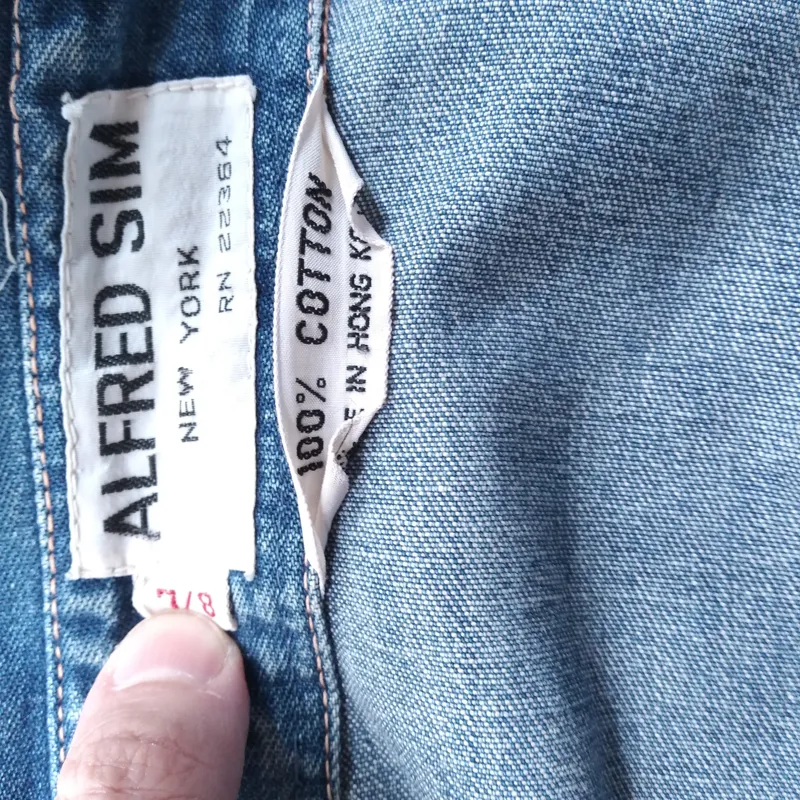 ALFRED SIM
NEW YORK
RN 22364
7/8
100% COTTON
IN HONG